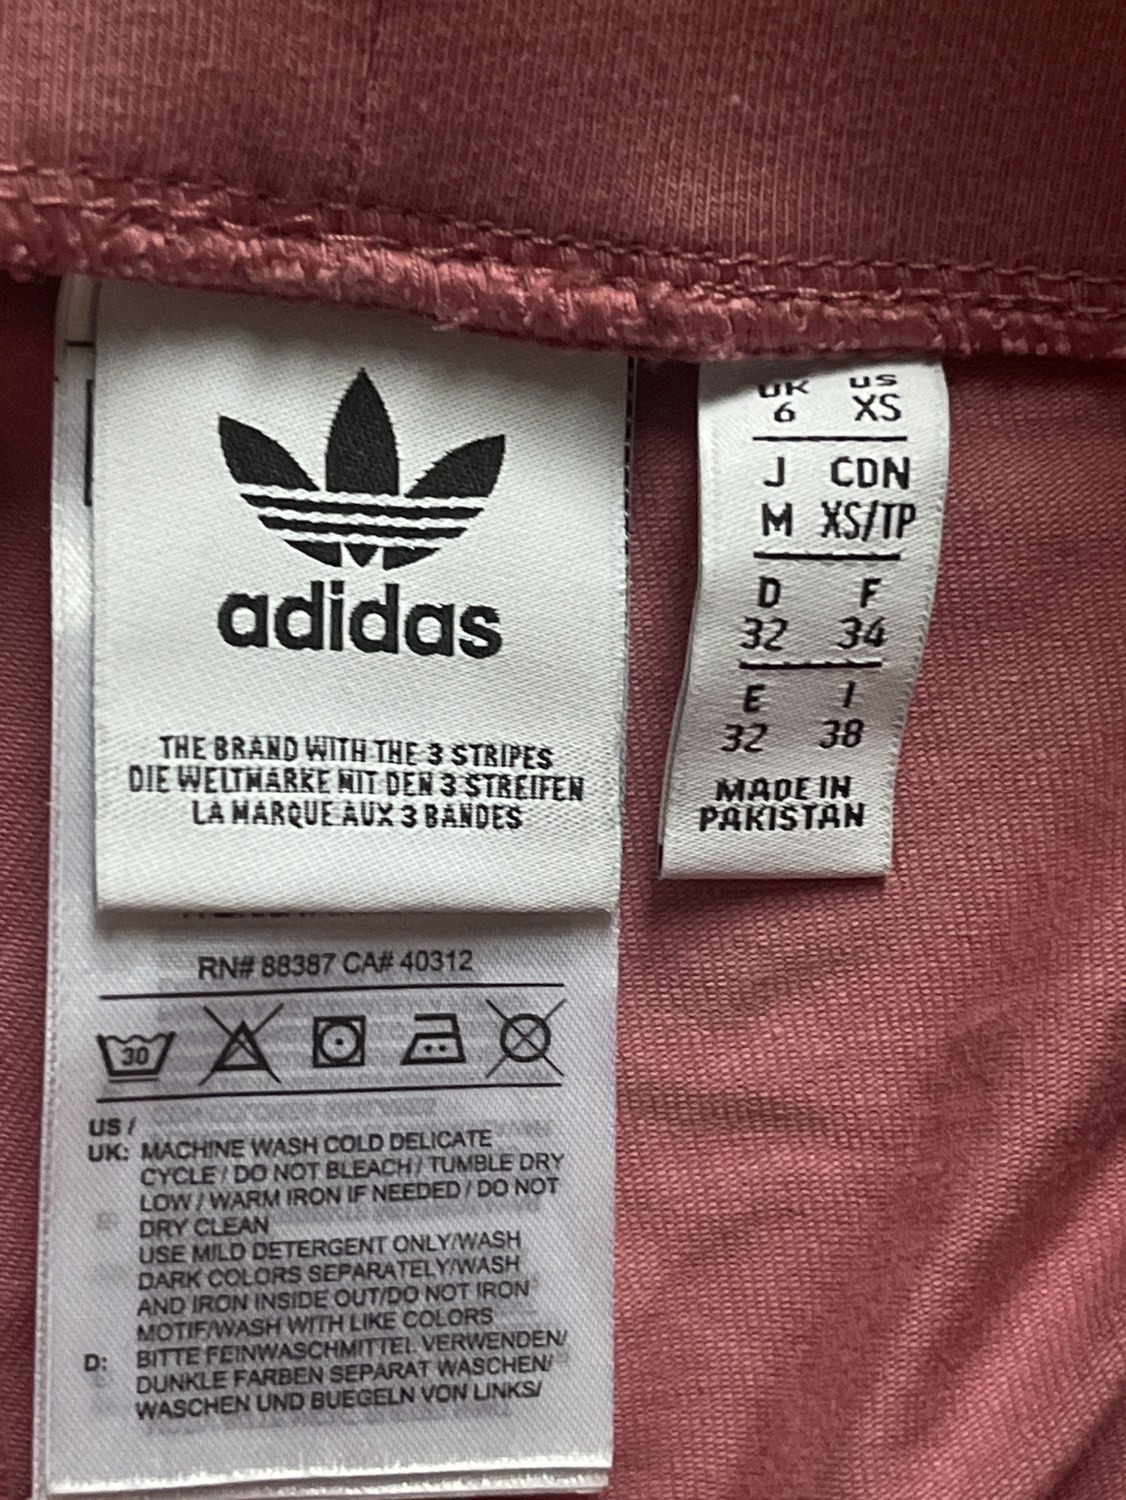 adidas
THE BRAND WITH THE 3 STRIPES
DIE WELTMARKE MIT DEN 3 STREIFEN
LA MARQUE AUX 3 BANDES
RN# 88387 CA# 40312
30
US /
UK: MACHINE WASH COLD DELICATE
CYCLE / DO NOT BLEACH / TUMBLE DRY
LOW / WARM IRON IF NEEDED / DO NOT
DRY CLEAN
USE MILD DETERGENT ONLY/WASH
DARK COLORS SEPARATELY/WASH
AND IRON INSIDE OUT/DO NOT IRON
MOTIF/WASH WITH LIKE COLORS
D: BITTE FEINWASCHMITTEL VERWENDEN/
DUNKLE FARBEN SEPARAT WASCHEN/
WASCHEN UND BUEGELN VON LINKS/
UK US
6 XS
J CDN
M XS/TP
D F
32 34
E I
32 38
MADE IN
PAKISTAN